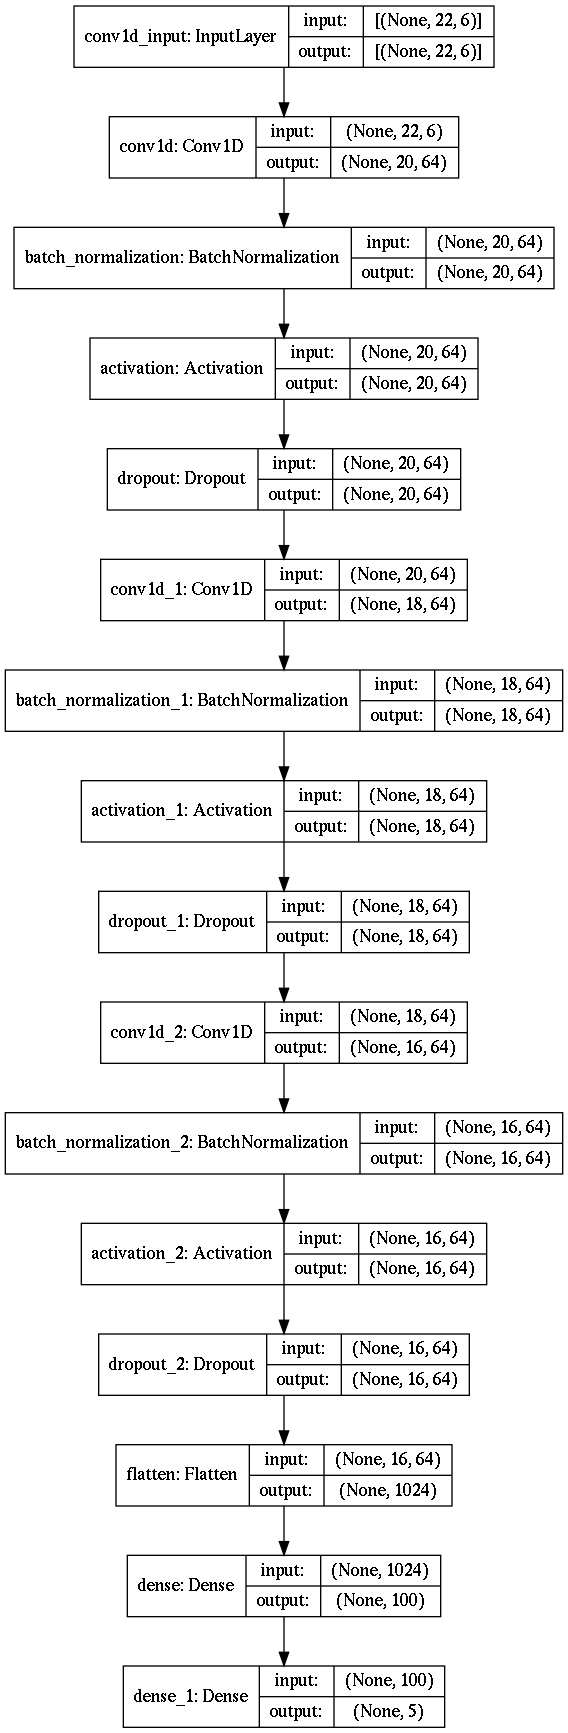 conv1d_input: InputLayer
input: [(None, 22, 6)]
output: [(None, 22, 6)]
conv1d: Conv1D
input: (None, 22, 6)
output: (None, 20, 64)
batch_normalization: BatchNormalization
input: (None, 20, 64)
output: (None, 20, 64)
activation: Activation
input: (None, 20, 64)
output: (None, 20, 64)
dropout: Dropout
input: (None, 20, 64)
output: (None, 20, 64)
conv1d_1: Conv1D
input: (None, 20, 64)
output: (None, 18, 64)
batch_normalization_1: BatchNormalization
input: (None, 18, 64)
output: (None, 18, 64)
activation_1: Activation
input: (None, 18, 64)
output: (None, 18, 64)
dropout_1: Dropout
input: (None, 18, 64)
output: (None, 18, 64)
conv1d_2: Conv1D
input: (None, 18, 64)
output: (None, 16, 64)
batch_normalization_2: BatchNormalization
input: (None, 16, 64)
output: (None, 16, 64)
activation_2: Activation
input: (None, 16, 64)
output: (None, 16, 64)
dropout_2: Dropout
input: (None, 16, 64)
output: (None, 16, 64)
flatten: Flatten
input: (None, 16, 64)
output: (None, 1024)
dense: Dense
input: (None, 1024)
output: (None, 100)
dense_1: Dense
input: (None, 100)
output: (None, 5)